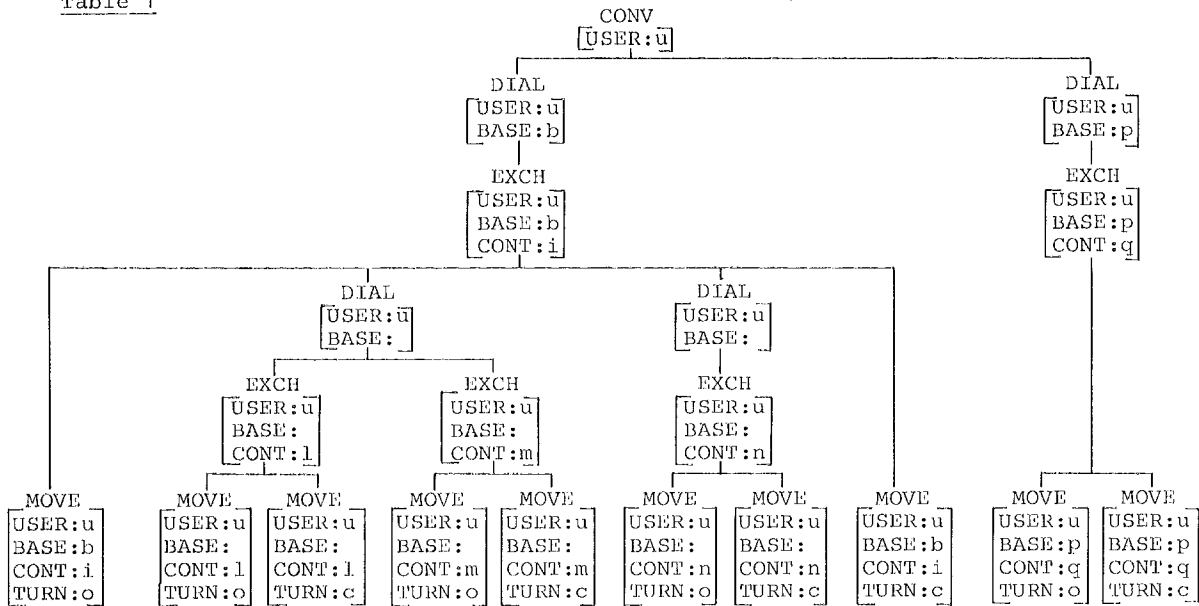 Table 7
CONV
[USER:u]
DIAL DIAL
[USER:u] [USER:u]
[BASE:b] [BASE:p]
EXCH EXCH
[USER:u] [USER:u]
[BASE:b] [BASE:p]
[CONT:i] [CONT:q]
DIAL DIAL
[USER:u] [USER:u]
[BASE: ] [BASE: ]
EXCH EXCH EXCH
[USER:u] [USER:u] [USER:u]
[BASE: ] [BASE: ] [BASE: ]
[CONT:l] [CONT:m] [CONT:n]
MOVE MOVE MOVE MOVE MOVE MOVE MOVE MOVE MOVE MOVE
[USER:u] [USER:u] [USER:u] [USER:u] [USER:u] [USER:u] [USER:u] [USER:u] [USER:u] [USER:u]
[BASE:b] [BASE: ] [BASE: ] [BASE: ] [BASE: ] [BASE: ] [BASE: ] [BASE:b] [BASE:p] [BASE:p]
[CONT:i] [CONT:l] [CONT:l] [CONT:m] [CONT:m] [CONT:n] [CONT:n] [CONT:i] [CONT:q] [CONT:q]
[TURN:o] [TURN:o] [TURN:c] [TURN:o] [TURN:c] [TURN:o] [TURN:c] [TURN:c] [TURN:o] [TURN:c]